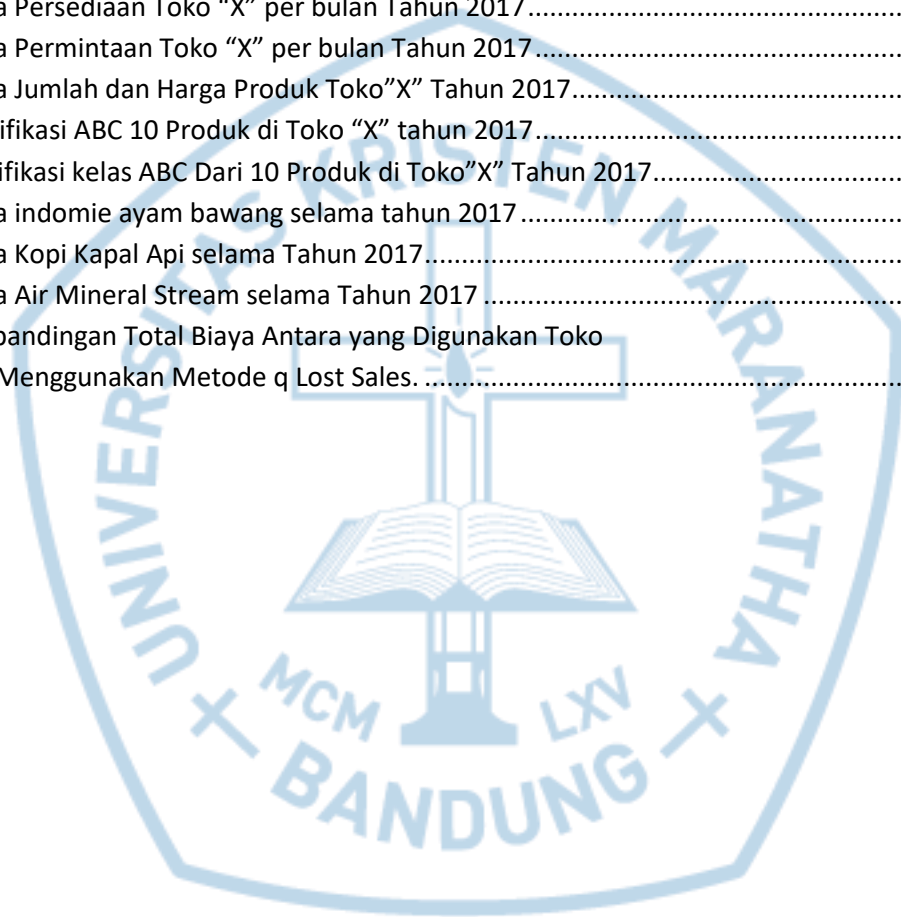 a Persediaan Toko “X” per bulan Tahun 2017
a Permintaan Toko “X” per bulan Tahun 2017
a Jumlah dan Harga Produk Toko”X” Tahun 2017
ifikasi ABC 10 Produk di Toko “X” tahun 2017
ifikasi kelas ABC Dari 10 Produk di Toko”X” Tahun 2017
a indomie ayam bawang selama tahun 2017
a Kopi Kapal Api selama Tahun 2017
a Air Mineral Stream selama Tahun 2017
bandingan Total Biaya Antara yang Digunakan Toko
Menggunakan Metode q Lost Sales.
UNIVERSITAS KRISTEN MARANATHA
MCM LXV
BANDUNG